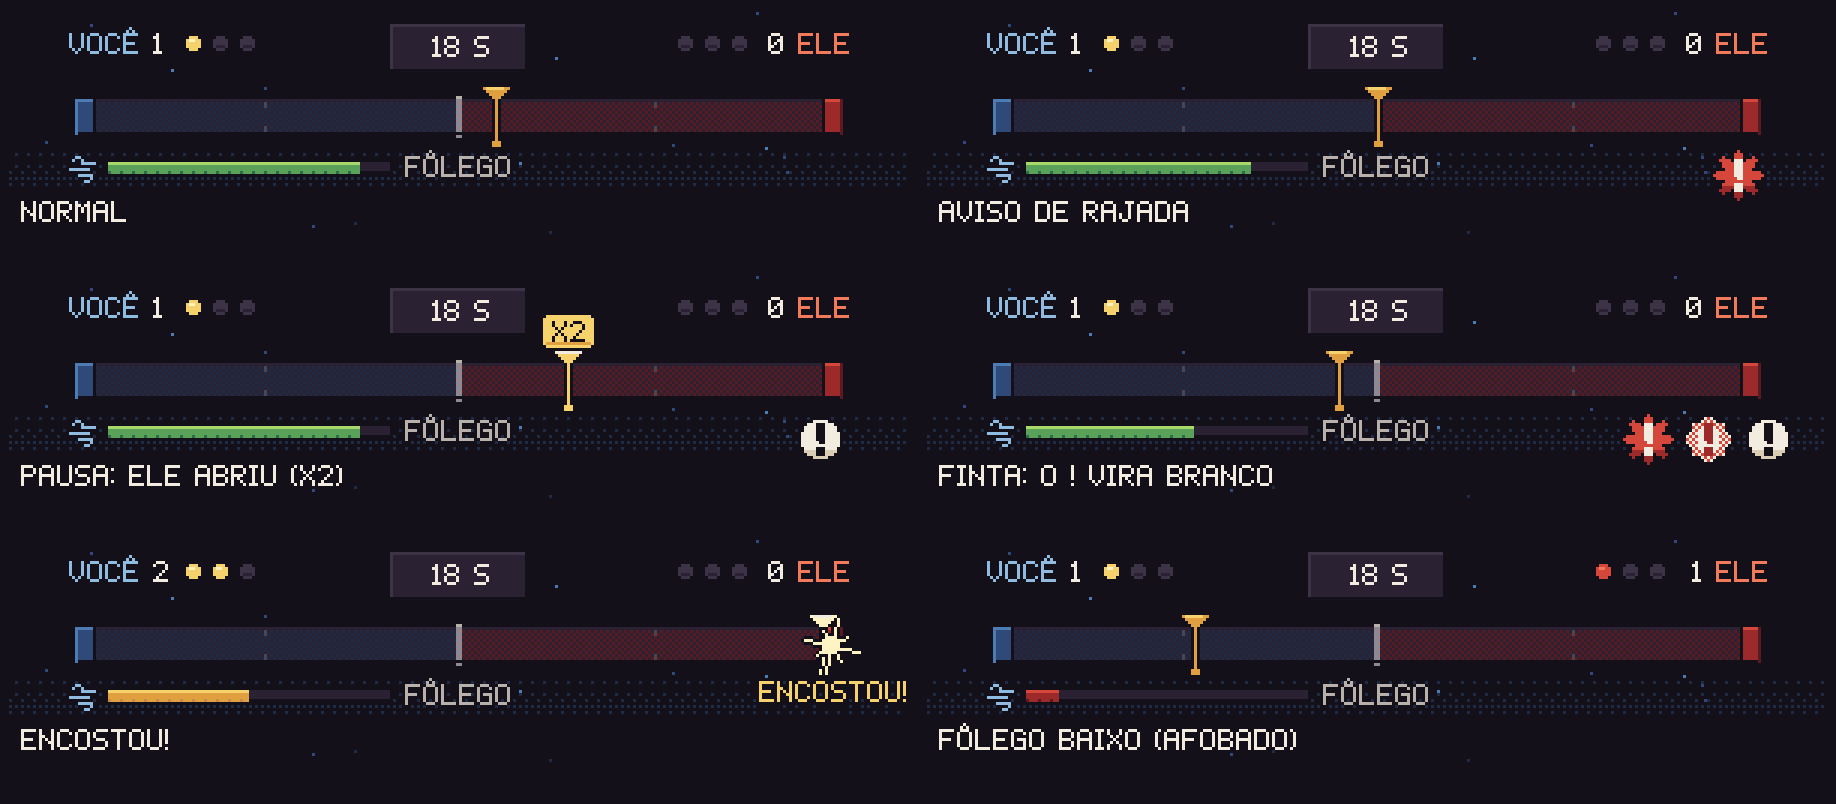 VOCÊ 1 18 S 0 ELE
FÔLEGO
NORMAL
VOCÊ 1 18 S 0 ELE
FÔLEGO
!
AVISO DE RAJADA
VOCÊ 1 18 S 0 ELE
X2
FÔLEGO
!
PAUSA: ELE ABRIU (X2)
VOCÊ 1 18 S 0 ELE
FÔLEGO
! ! !
FINTA: O ! VIRA BRANCO
VOCÊ 2 18 S 0 ELE
FÔLEGO
ENCOSTOU!
ENCOSTOU!
VOCÊ 1 18 S 1 ELE
FÔLEGO
FÔLEGO BAIXO (AFOBADO)